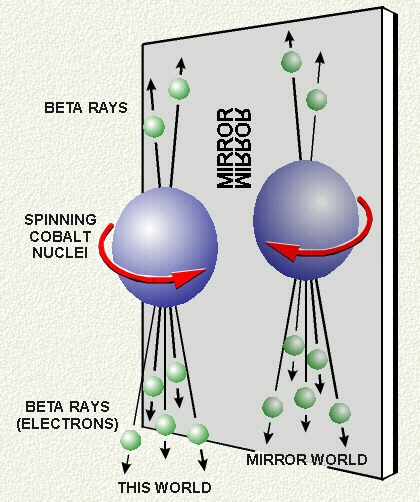 BETA RAYS
MIRROR
MIRROR
SPINNING
COBALT
NUCLEI
BETA RAYS
(ELECTRONS)
MIRROR WORLD
THIS WORLD